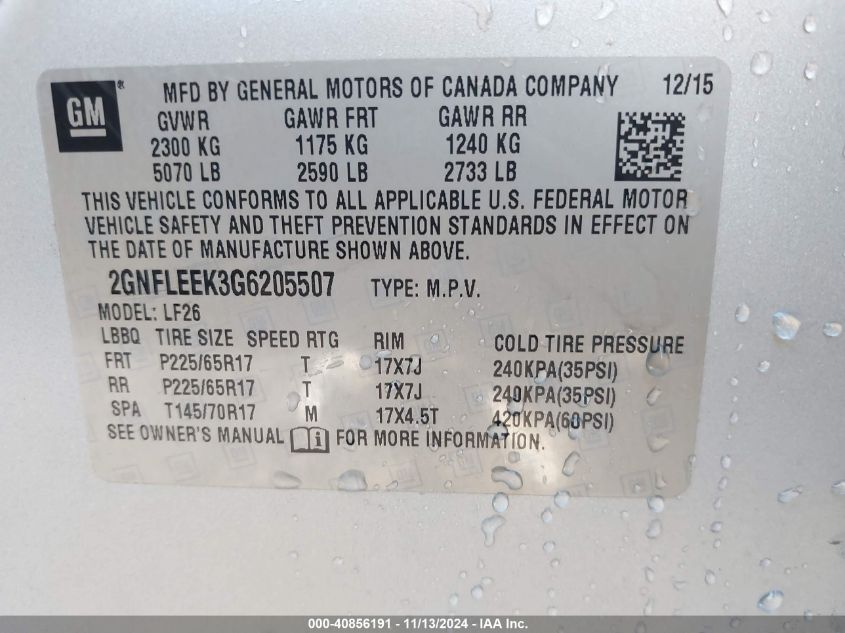 GM® MFD BY GENERAL MOTORS OF CANADA COMPANY 12/15
GVWR GAWR FRT GAWR RR
2300 KG 1175 KG 1240 KG
5070 LB 2590 LB 2733 LB
THIS VEHICLE CONFORMS TO ALL APPLICABLE U.S. FEDERAL MOTOR
VEHICLE SAFETY AND THEFT PREVENTION STANDARDS IN EFFECT ON
THE DATE OF MANUFACTURE SHOWN ABOVE.
2GNFLEEK3G6205507 TYPE: M.P.V.
MODEL: LF26
LBBQ TIRE SIZE SPEED RTG RIM COLD TIRE PRESSURE
FRT P225/65R17 T 17X7J 240KPA(35PSI)
RR P225/65R17 T 17X7J 240KPA(35PSI)
SPA T145/70R17 M 17X4.5T 420KPA(60PSI)
SEE OWNER'S MANUAL i FOR MORE INFORMATION.
000-40856191 - 11/13/2024 - IAA Inc.